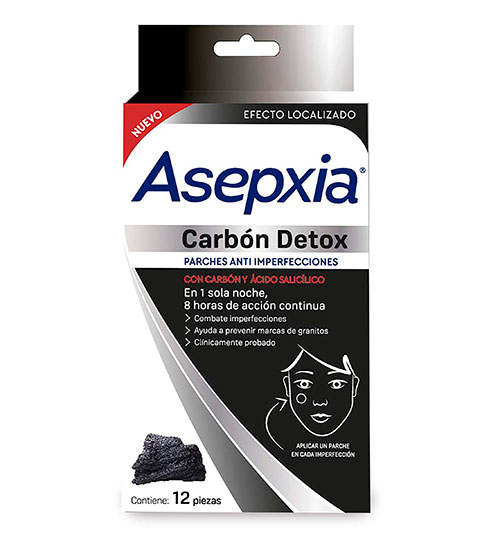 NUEVO
EFECTO LOCALIZADO
Asepxia®
Carbón Detox
PARCHES ANTI IMPERFECCIONES
CON CARBÓN Y ÁCIDO SALICÍLICO
En 1 sola noche,
8 horas de acción continua
> Combate imperfecciones
> Ayuda a prevenir marcas de granitos
> Clínicamente probado
APLICAR UN PARCHE
EN CADA IMPERFECCIÓN
Contiene: 12 piezas